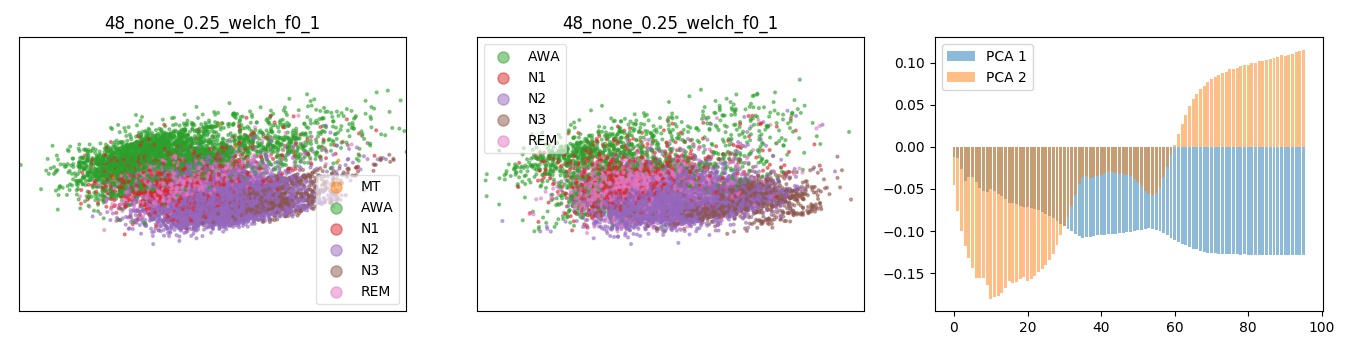 48_none_0.25_welch_f0_1
MT
AWA
N1
N2
N3
REM
48_none_0.25_welch_f0_1
AWA
N1
N2
N3
REM
PCA 1
PCA 2
0.10
0.05
0.00
−0.05
−0.10
−0.15
0 20 40 60 80 100